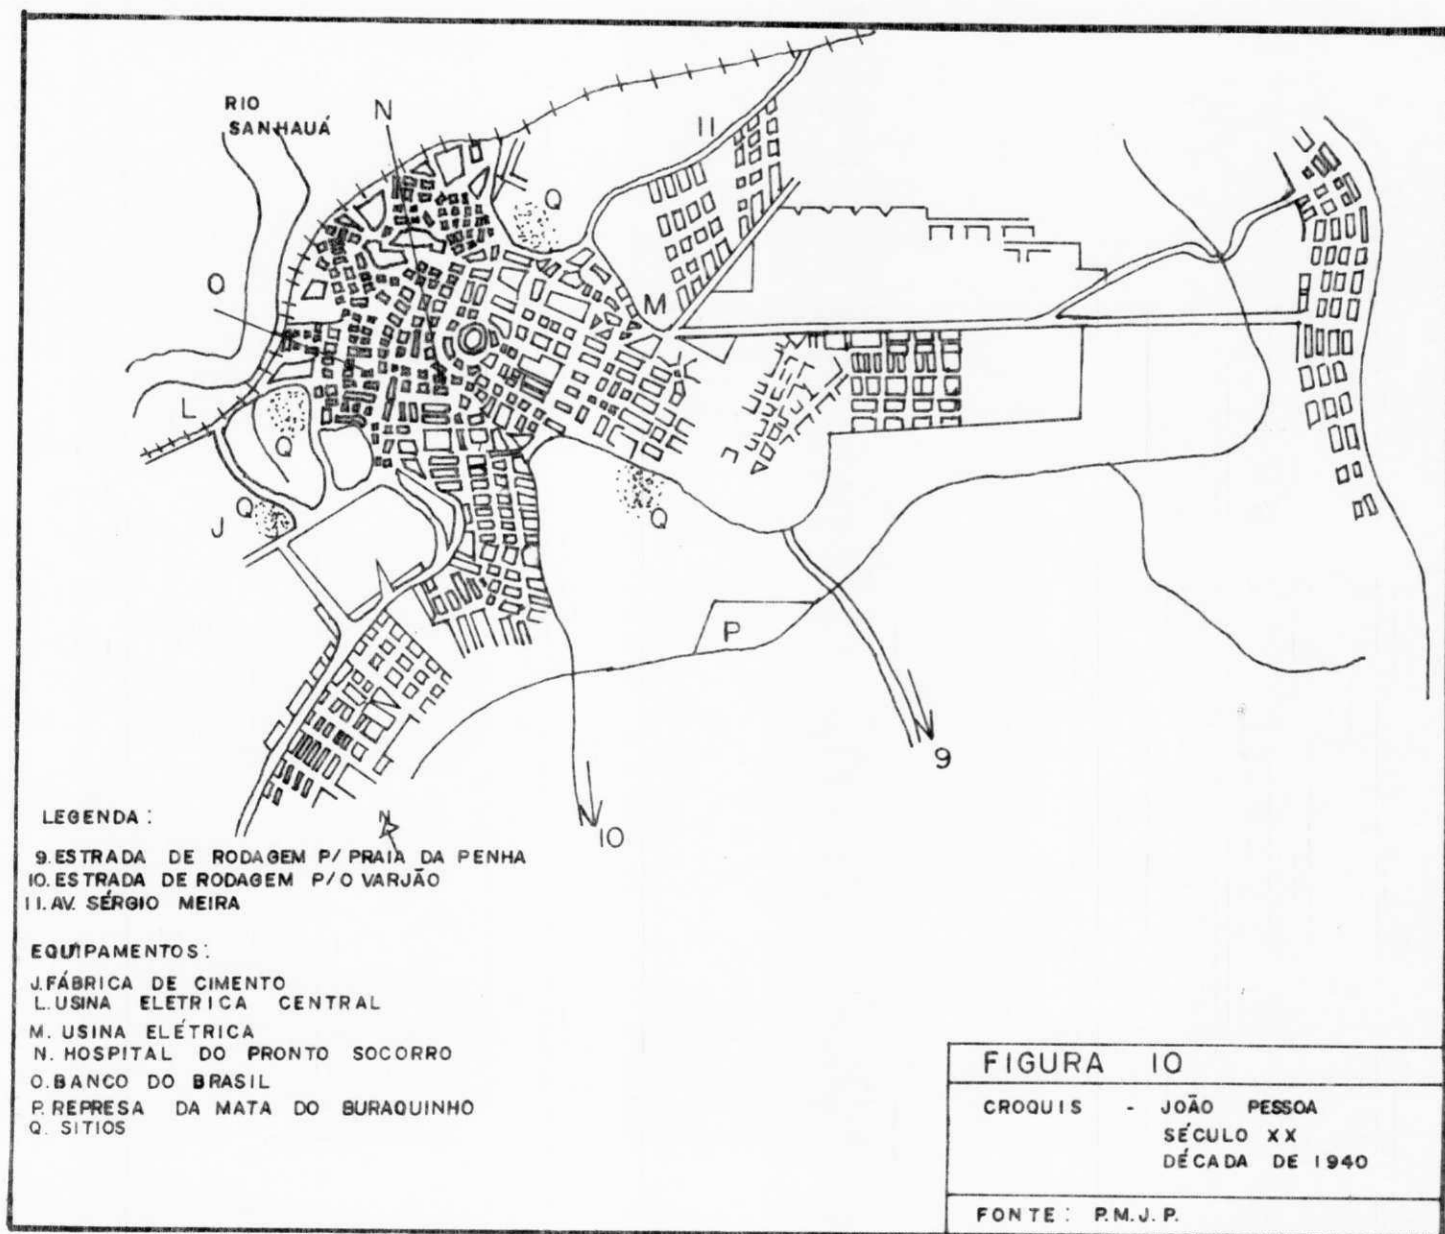 RIO
SANHAUÁ
N
11
Q
O
M
L
Q
Q
J
Q
P
9
10
N
LEGENDA:
9. ESTRADA DE RODAGEM P/ PRAIA DA PENHA
10. ESTRADA DE RODAGEM P/O VARJÃO
11. AV. SÉRGIO MEIRA
EQUIPAMENTOS:
J. FÁBRICA DE CIMENTO
L. USINA ELETRICA CENTRAL
M. USINA ELÉTRICA
N. HOSPITAL DO PRONTO SOCORRO
O. BANCO DO BRASIL
P. REPRESA DA MATA DO BURAQUINHO
Q. SITIOS
FIGURA 10
CROQUIS - JOÃO PESSOA
SÉCULO XX
DÉCADA DE 1940
FONTE: P.M.J.P.